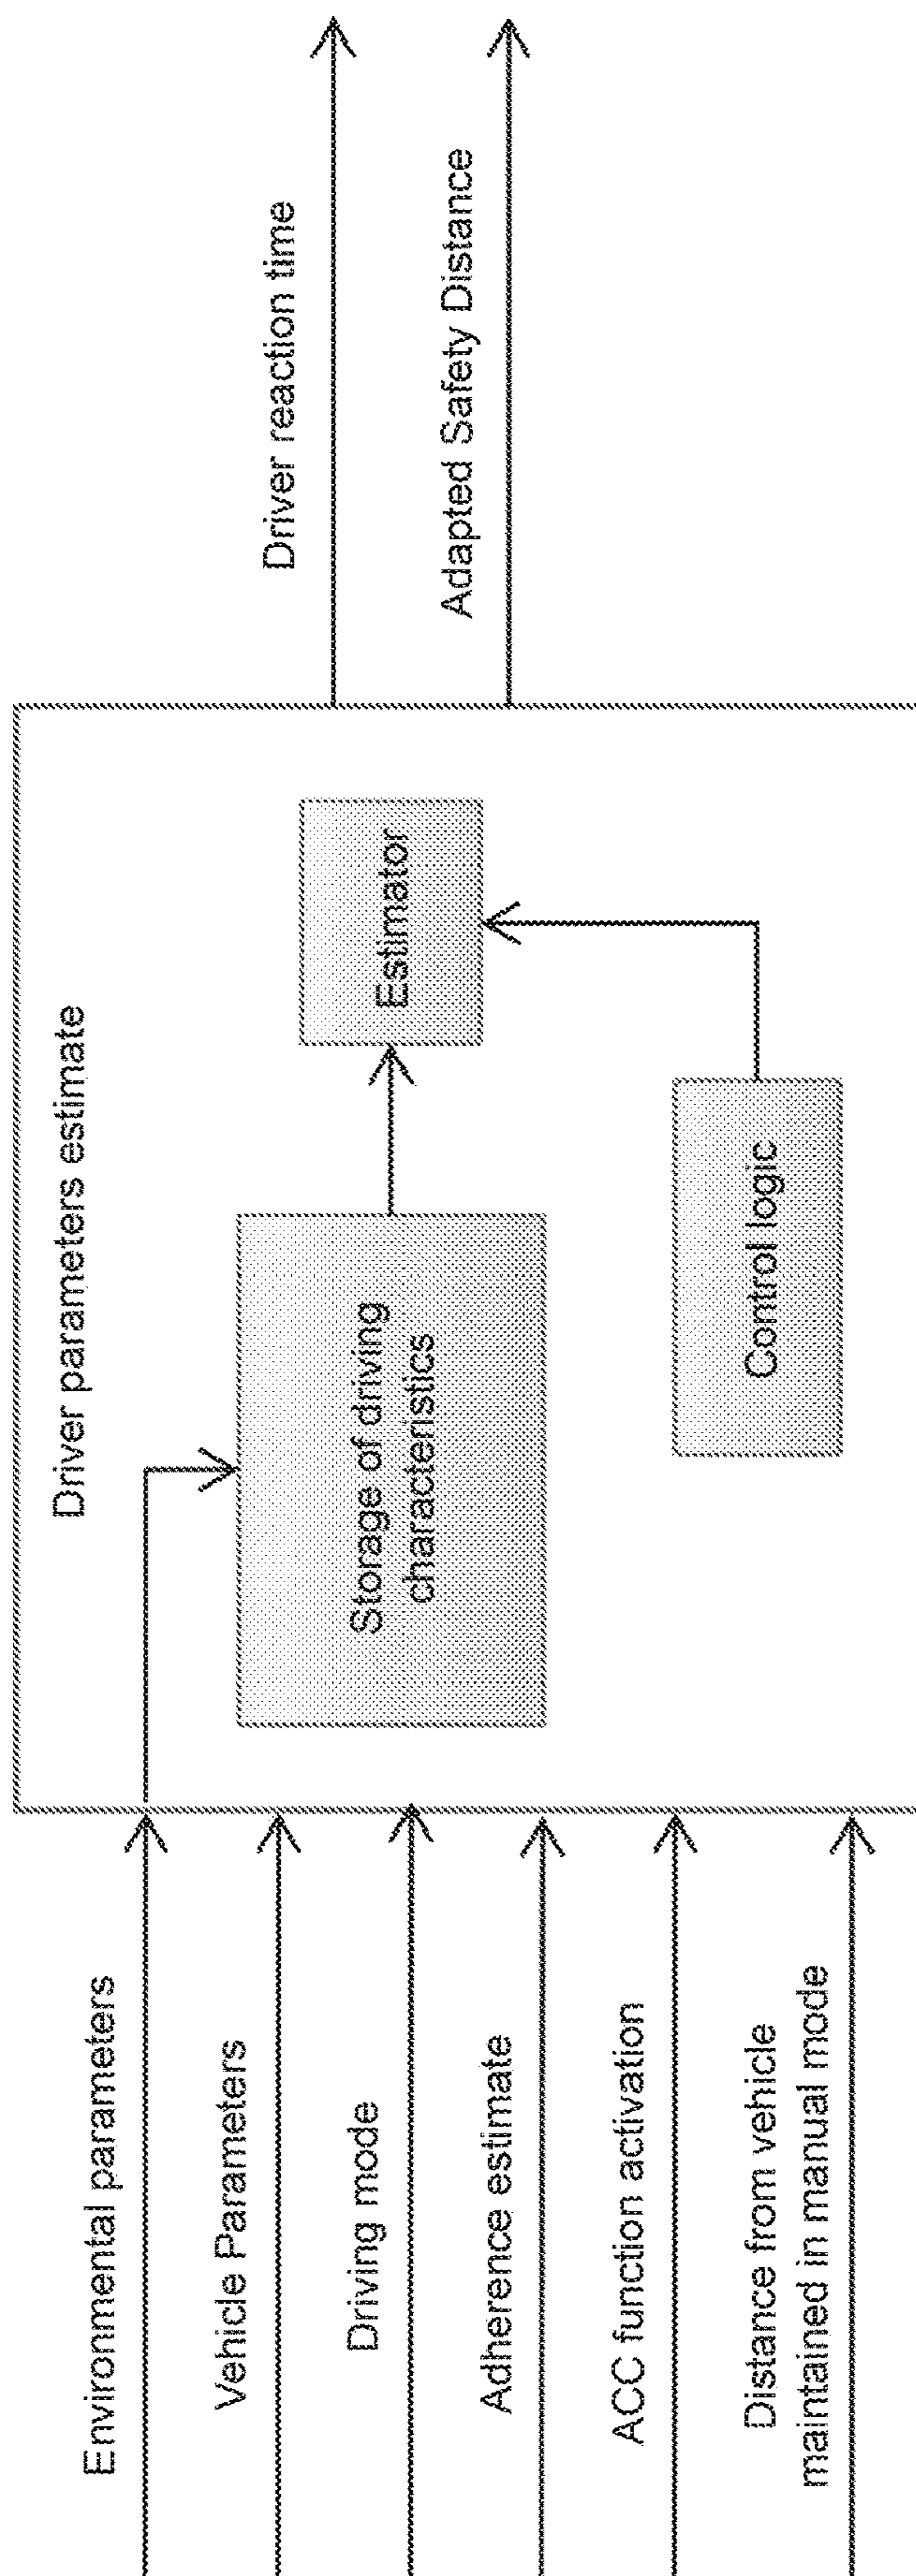 Environmental parameters
Vehicle Parameters
Driving mode
Adherence estimate
ACC function activation
Distance from vehicle
maintained in manual mode
Driver parameters estimate
Storage of driving
characteristics
Control logic
Estimator
Driver reaction time
Adapted Safety Distance